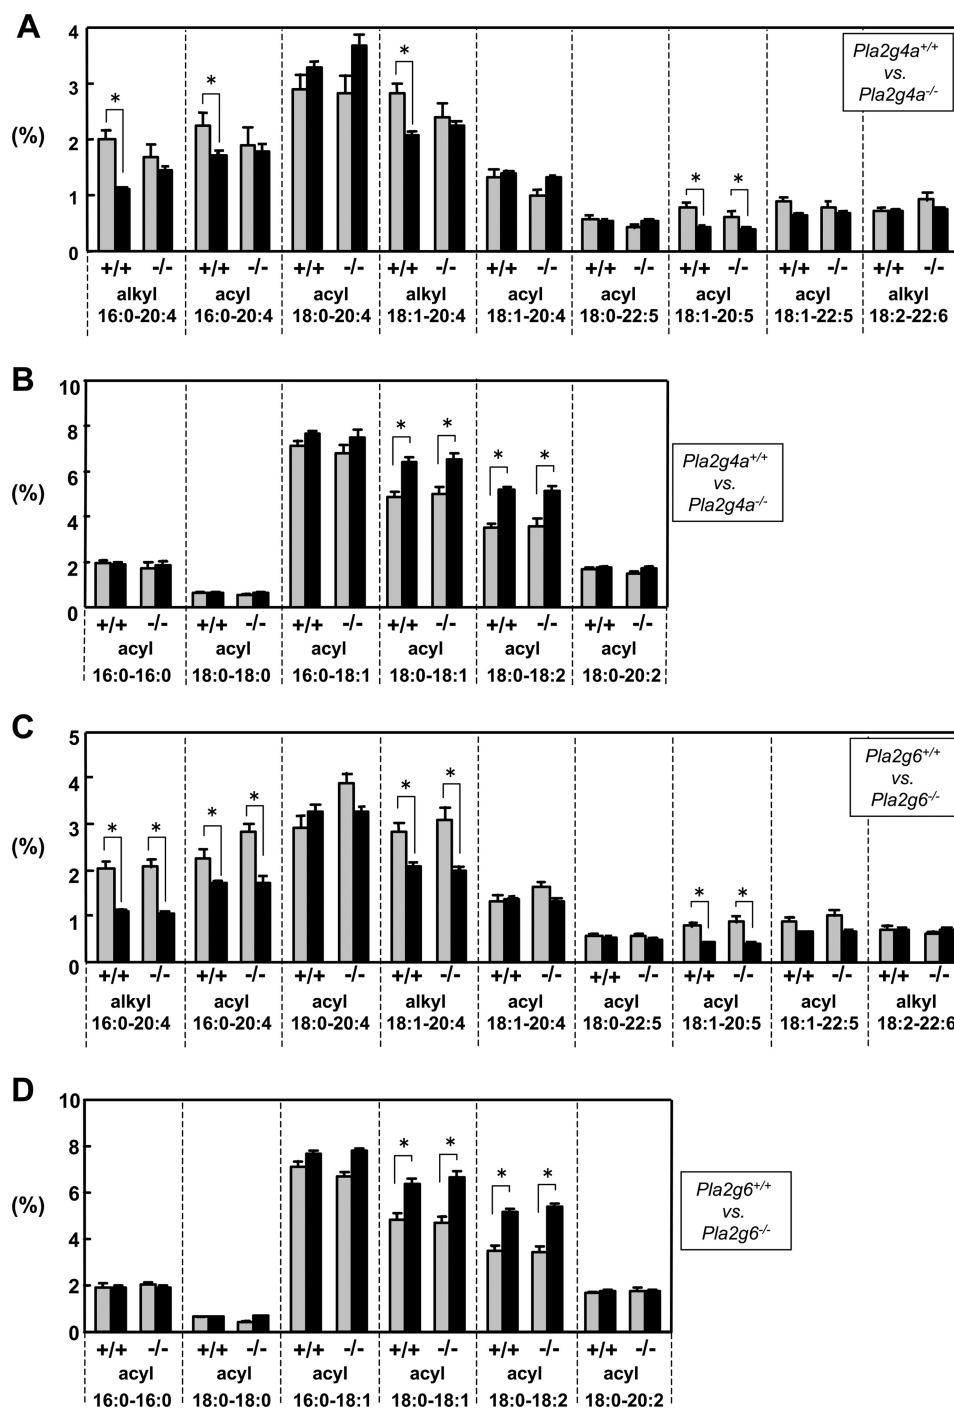 A
4
3
(%)
2
1
0
* * * * *
Pla2g4a+/+
vs.
Pla2g4a-/-
+/+ -/- +/+ -/- +/+ -/- +/+ -/- +/+ -/- +/+ -/- +/+ -/- +/+ -/- +/+ -/-
alkyl acyl acyl alkyl acyl acyl acyl acyl alkyl
16:0-20:4 16:0-20:4 18:0-20:4 18:1-20:4 18:1-20:4 18:0-22:5 18:1-20:5 18:1-22:5 18:2-22:6
B
10
8
6
(%)
4
2
0
* * * *
Pla2g4a+/+
vs.
Pla2g4a-/-
+/+ -/- +/+ -/- +/+ -/- +/+ -/- +/+ -/- +/+ -/-
acyl acyl acyl acyl acyl acyl
16:0-16:0 18:0-18:0 16:0-18:1 18:0-18:1 18:0-18:2 18:0-20:2
C
5
4
3
(%)
2
1
0
* * * * * * * *
Pla2g6+/+
vs.
Pla2g6-/-
+/+ -/- +/+ -/- +/+ -/- +/+ -/- +/+ -/- +/+ -/- +/+ -/- +/+ -/- +/+ -/-
alkyl acyl acyl alkyl acyl acyl acyl acyl alkyl
16:0-20:4 16:0-20:4 18:0-20:4 18:1-20:4 18:1-20:4 18:0-22:5 18:1-20:5 18:1-22:5 18:2-22:6
D
10
8
6
(%)
4
2
0
* * * *
Pla2g6+/+
vs.
Pla2g6-/-
+/+ -/- +/+ -/- +/+ -/- +/+ -/- +/+ -/- +/+ -/-
acyl acyl acyl acyl acyl acyl
16:0-16:0 18:0-18:0 16:0-18:1 18:0-18:1 18:0-18:2 18:0-20:2